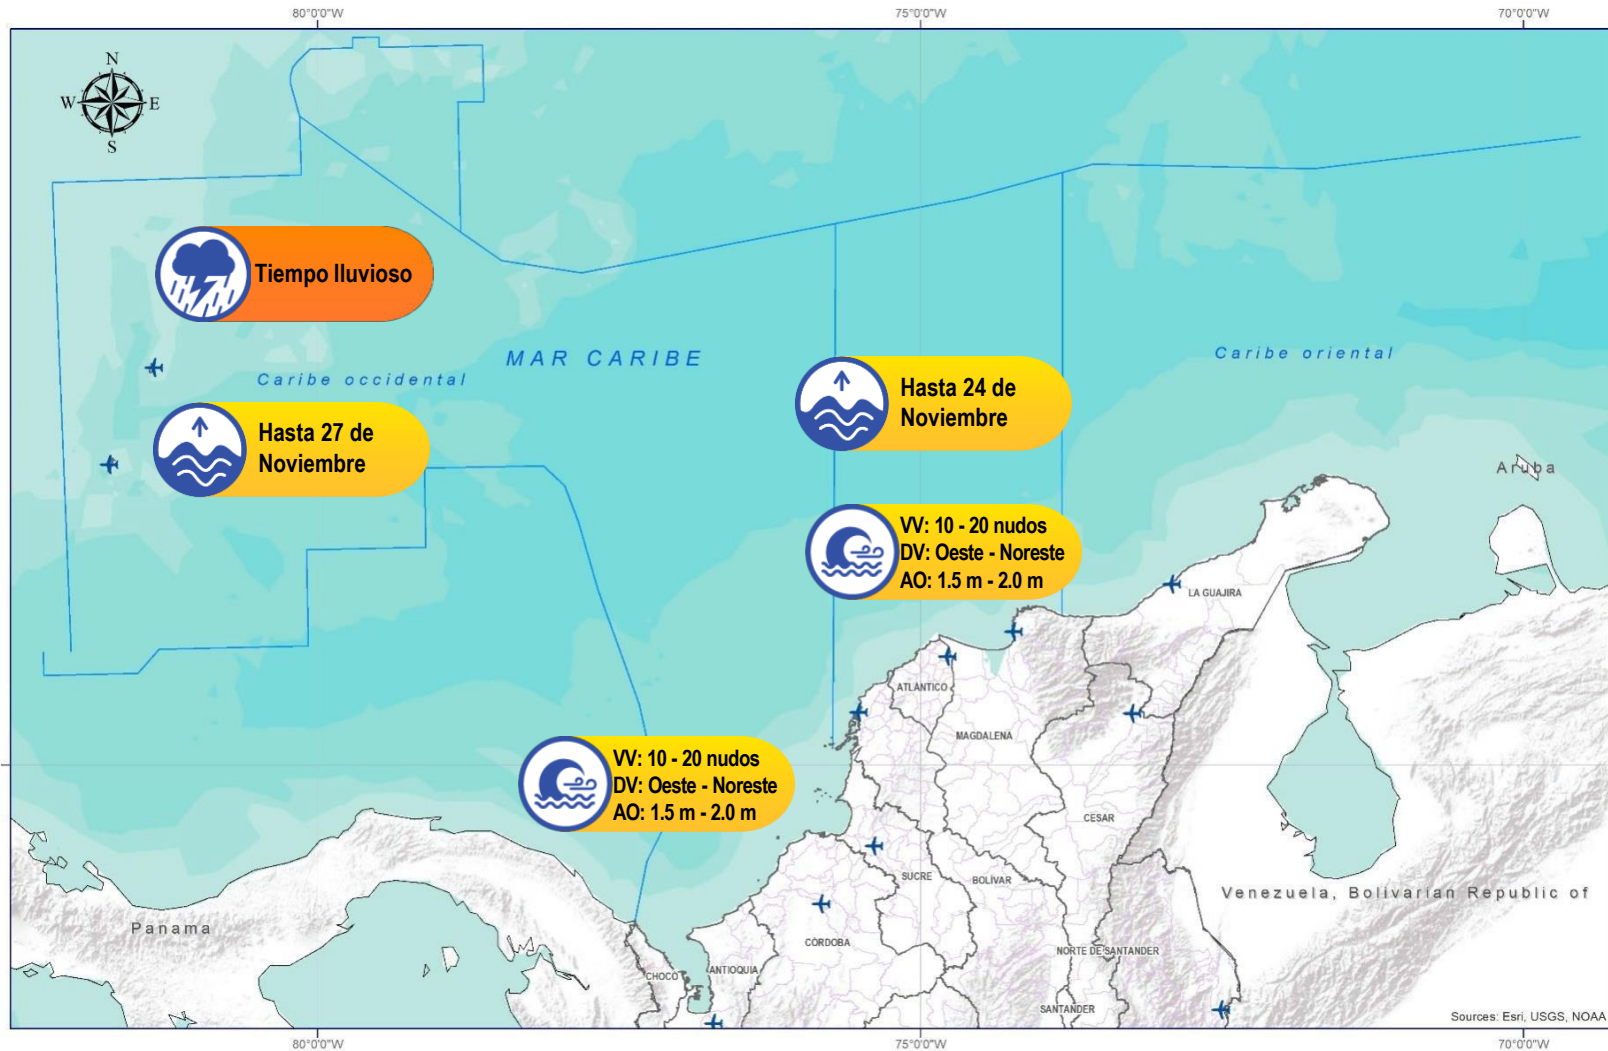 80°0'0"W
75°0'0"W
70°0'0"W
N
W
E
S
Tiempo lluvioso
MAR CARIBE
Caribe occidental
Caribe oriental
Hasta 24 de
Noviembre
Hasta 27 de
Noviembre
Aruba
VV: 10 - 20 nudos
DV: Oeste - Noreste
AO: 1.5 m - 2.0 m
LA GUAJIRA
ATLÁNTICO
MAGDALENA
VV: 10 - 20 nudos
DV: Oeste - Noreste
AO: 1.5 m - 2.0 m
CESAR
SUCRE
BOLÍVAR
Venezuela, Bolivarian Republic of
Panama
CÓRDOBA
NORTE DE SANTANDER
CHOCÓ
ANTIOQUIA
SANTANDER
Sources: Esri, USGS, NOAA
80°0'0"W
75°0'0"W
70°0'0"W